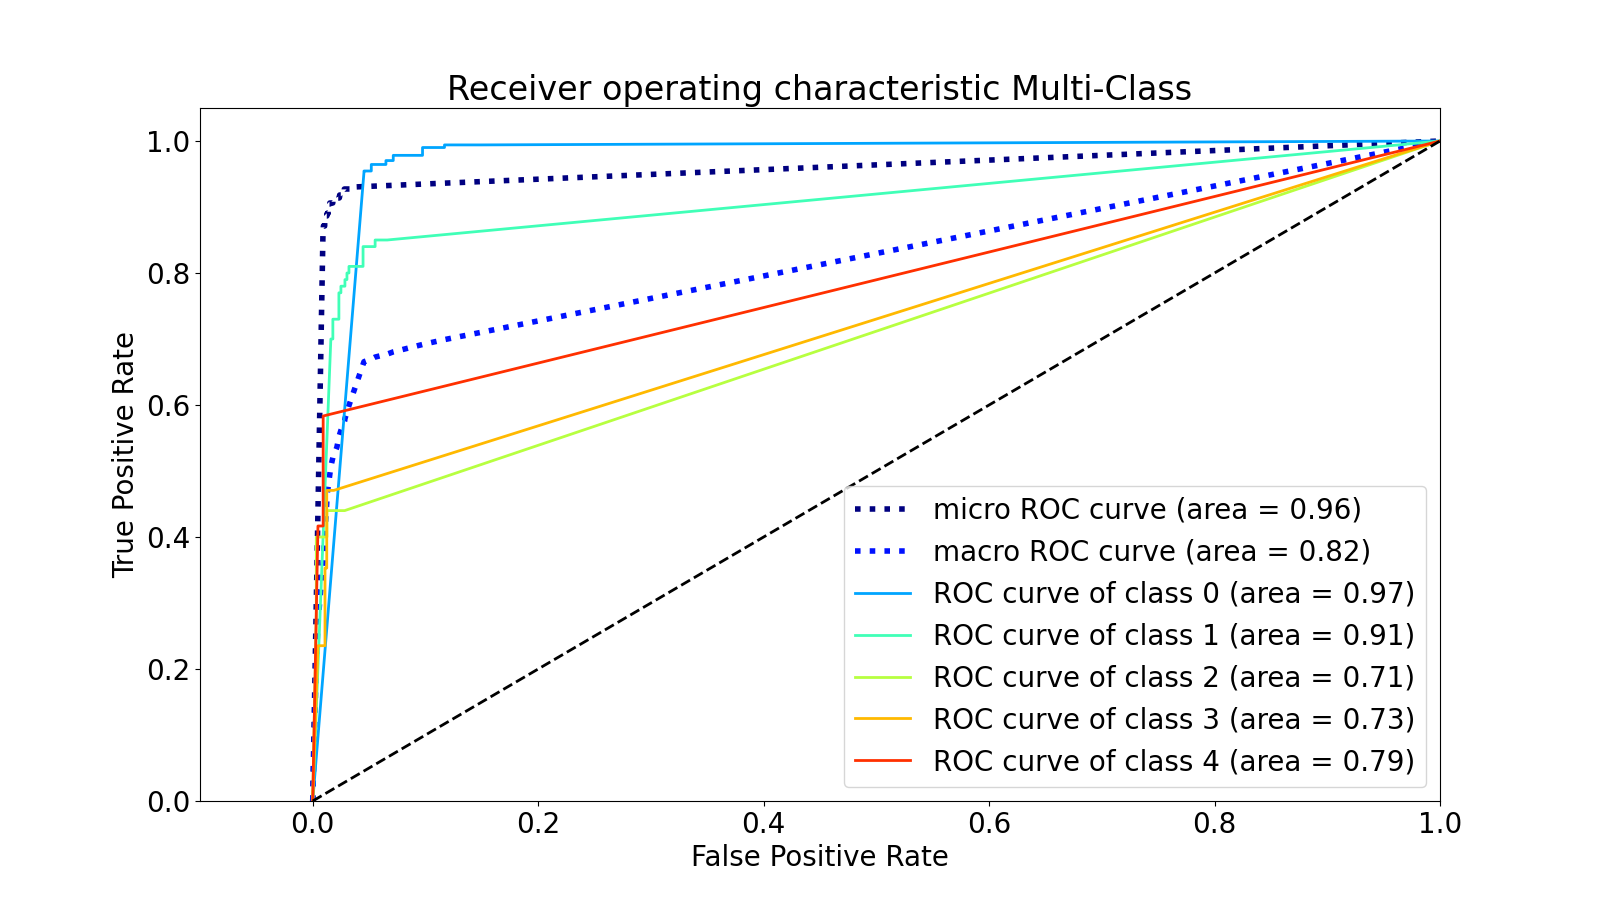 Receiver operating characteristic Multi-Class
1.0
0.8
0.6
0.4
0.2
0.0
True Positive Rate
micro ROC curve (area = 0.96)
macro ROC curve (area = 0.82)
ROC curve of class 0 (area = 0.97)
ROC curve of class 1 (area = 0.91)
ROC curve of class 2 (area = 0.71)
ROC curve of class 3 (area = 0.73)
ROC curve of class 4 (area = 0.79)
0.0 0.2 0.4 0.6 0.8 1.0
False Positive Rate